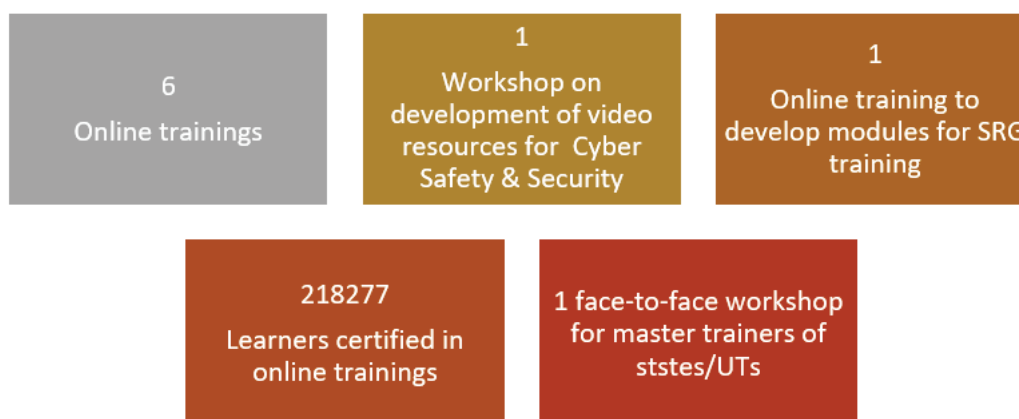 6
Online trainings
1
Workshop on
development of video
resources for Cyber
Safety & Security
1
Online training to
develop modules for SRG
training
218277
Learners certified in
online trainings
1 face-to-face workshop
for master trainers of
ststes/UTs